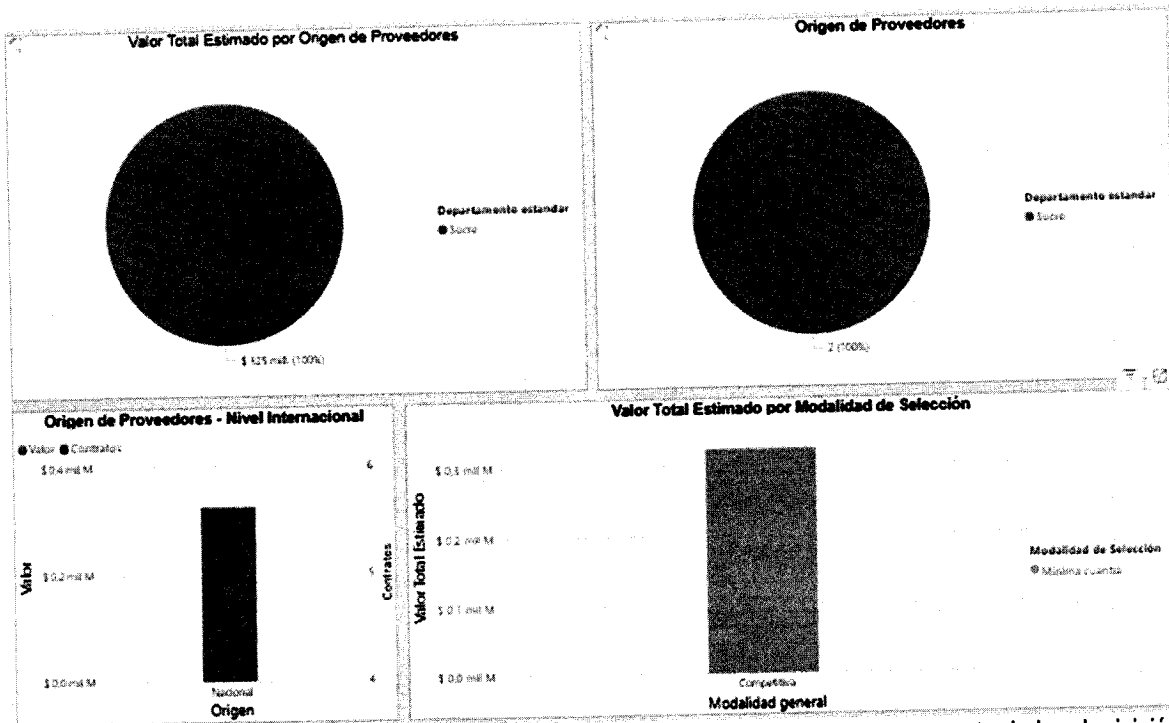 Valor Total Estimado por Origen de Proveedores
Departamento estandar
Sucre
(100%)
Origen de Proveedores
Departamento estandar
Sucre
2 (100%)
Origen de Proveedores - Nivel Internacional
Valor Contratos
$ 0,4 mil M
$ 0,2 mil M
$ 0,0 mil M
Valor
6
5
4
Contratos
Nacional
Origen
Valor Total Estimado por Modalidad de Selección
$ 0,3 mil M
$ 0,2 mil M
$ 0,1 mil M
$ 0,0 mil M
Valor Total Estimado
Competitiva
Modalidad general
Modalidad de Selección
Mínima cuantía